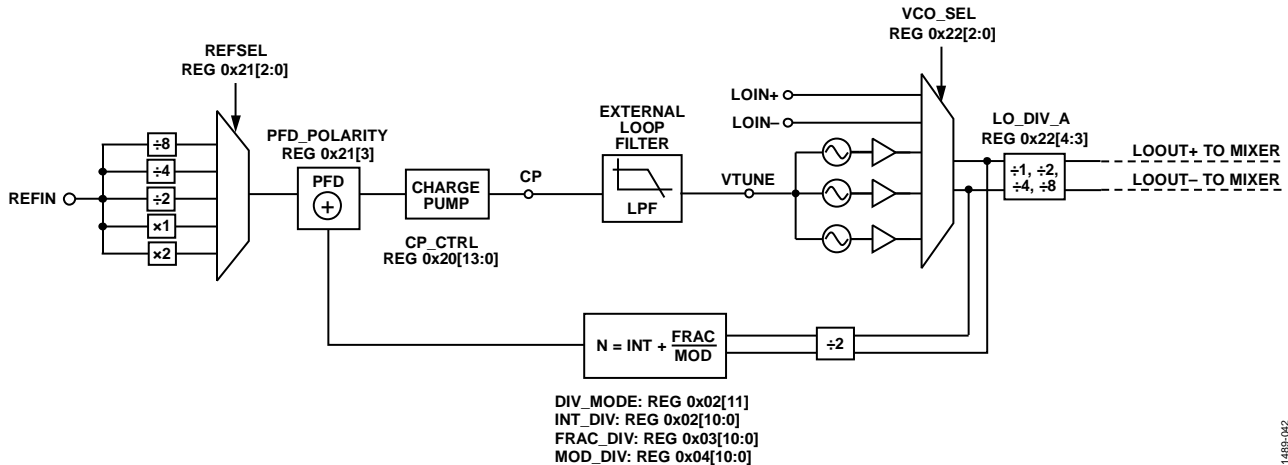 VCO_SEL
REG 0x22[2:0]
REFSEL
REG 0x21[2:0]
LOIN+
LOIN–
EXTERNAL
LOOP
FILTER
LO_DIV_A
REG 0x22[4:3]
PFD_POLARITY
REG 0x21[3]
÷8
÷4
÷2
×1
×2
REFIN
PFD
+
CHARGE
PUMP
CP
LPF
VTUNE
÷1, ÷2,
÷4, ÷8
LOOUT+ TO MIXER
LOOUT– TO MIXER
CP_CTRL
REG 0x20[13:0]
N = INT + FRAC
MOD
÷2
DIV_MODE: REG 0x02[11]
INT_DIV: REG 0x02[10:0]
FRAC_DIV: REG 0x03[10:0]
MOD_DIV: REG 0x04[10:0]